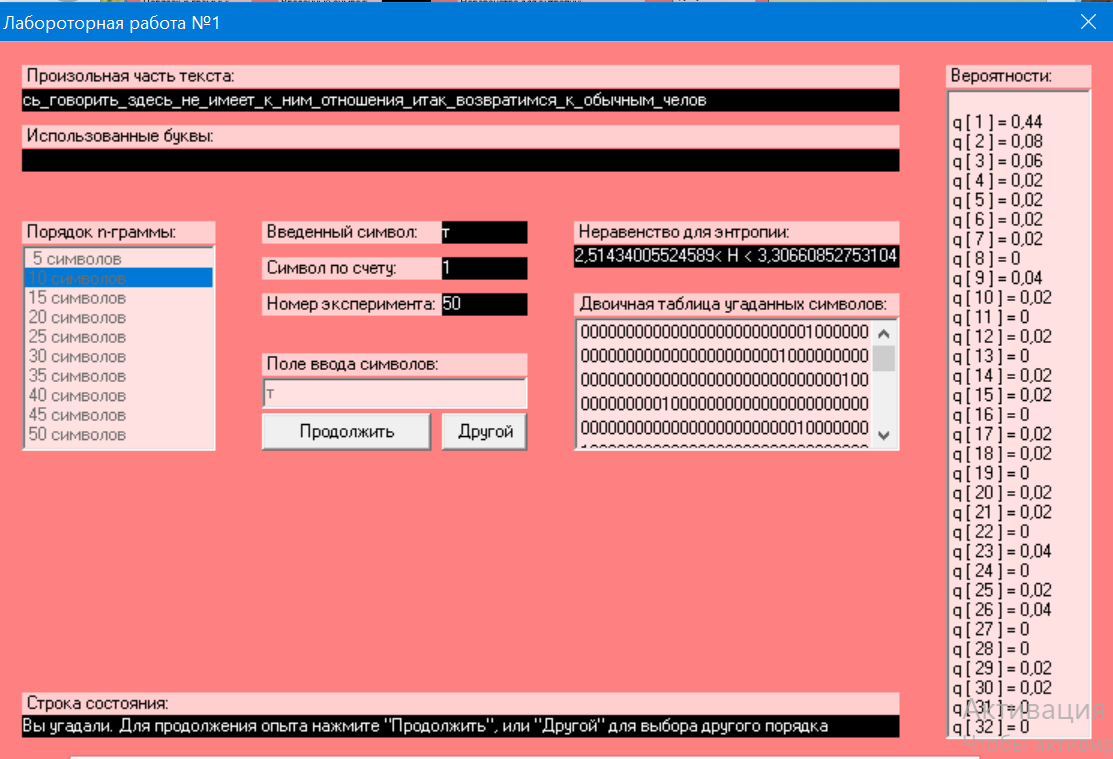 Лабороторная работа №1
Произольная часть текста:
сь_говорить_здесь_не_имеет_к_ним_отношения_итак_возвратимся_к_обычным_челов
Использованные буквы:
Порядок n-граммы:
5 символов
10 символов
15 символов
20 символов
25 символов
30 символов
35 символов
40 символов
45 символов
50 символов
Введенный символ: т
Символ по счету: 1
Номер эксперимента: 50
Поле ввода символов:
т
Продолжить Другой
Неравенство для энтропии:
2,51434005524589< H < 3,30660852753104
Двоичная таблица угаданных символов:
00000000000000000000000001000000
00000000000000000000001000000000
00000000000000000000000000000100
00000000010000000000000000000000
00000000000000000000000010000000
Вероятности:
q [ 1 ] = 0,44
q [ 2 ] = 0,08
q [ 3 ] = 0,06
q [ 4 ] = 0,02
q [ 5 ] = 0,02
q [ 6 ] = 0,02
q [ 7 ] = 0,02
q [ 8 ] = 0
q [ 9 ] = 0,04
q [ 10 ] = 0,02
q [ 11 ] = 0
q [ 12 ] = 0,02
q [ 13 ] = 0
q [ 14 ] = 0,02
q [ 15 ] = 0,02
q [ 16 ] = 0
q [ 17 ] = 0,02
q [ 18 ] = 0,02
q [ 19 ] = 0
q [ 20 ] = 0,02
q [ 21 ] = 0,02
q [ 22 ] = 0
q [ 23 ] = 0,04
q [ 24 ] = 0
q [ 25 ] = 0,02
q [ 26 ] = 0,04
q [ 27 ] = 0
q [ 28 ] = 0
q [ 29 ] = 0,02
q [ 30 ] = 0,02
q [ 31 ] = 0
q [ 32 ] = 0
Строка состояния:
Вы угадали. Для продолжения опыта нажмите "Продолжить", или "Другой" для выбора другого порядка
Активация
Чтобы активир